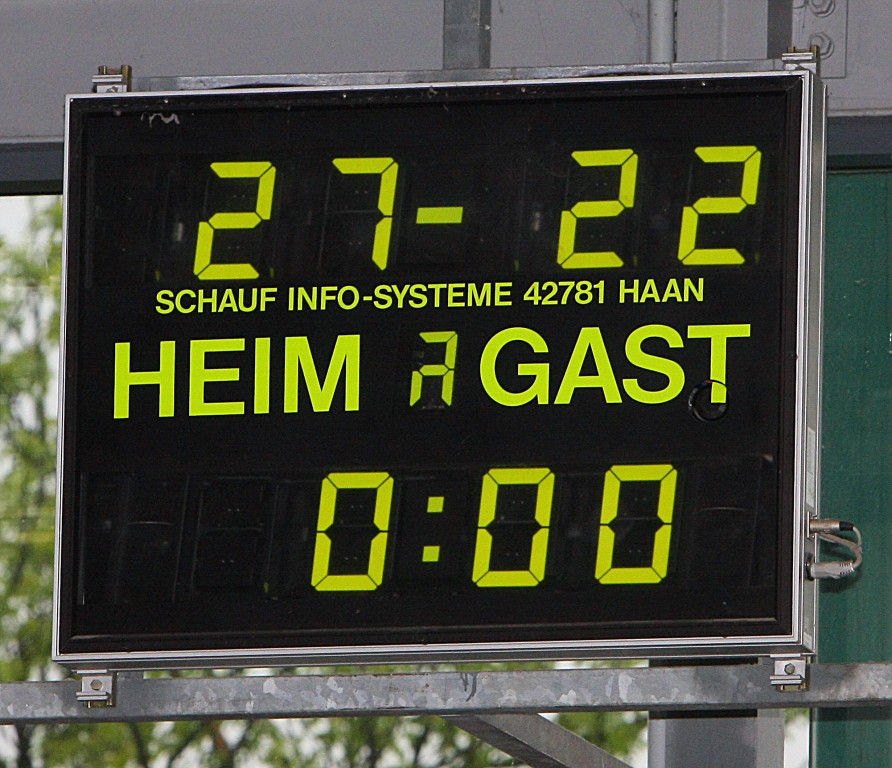 27-22
SCHAUF INFO-SYSTEME 42781 HAAN
HEIM GAST
0:00